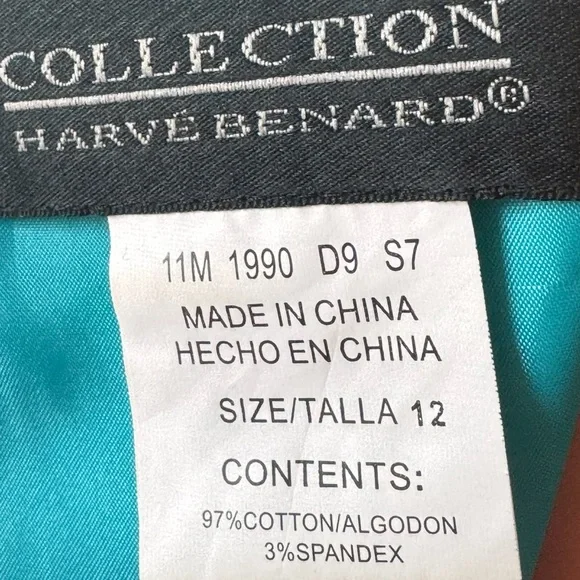 COLLECTION
HARVÉ BENARD®
11M 1990 D9 S7
MADE IN CHINA
HECHO EN CHINA
SIZE/TALLA 12
CONTENTS:
97%COTTON/ALGODON
3%SPANDEX